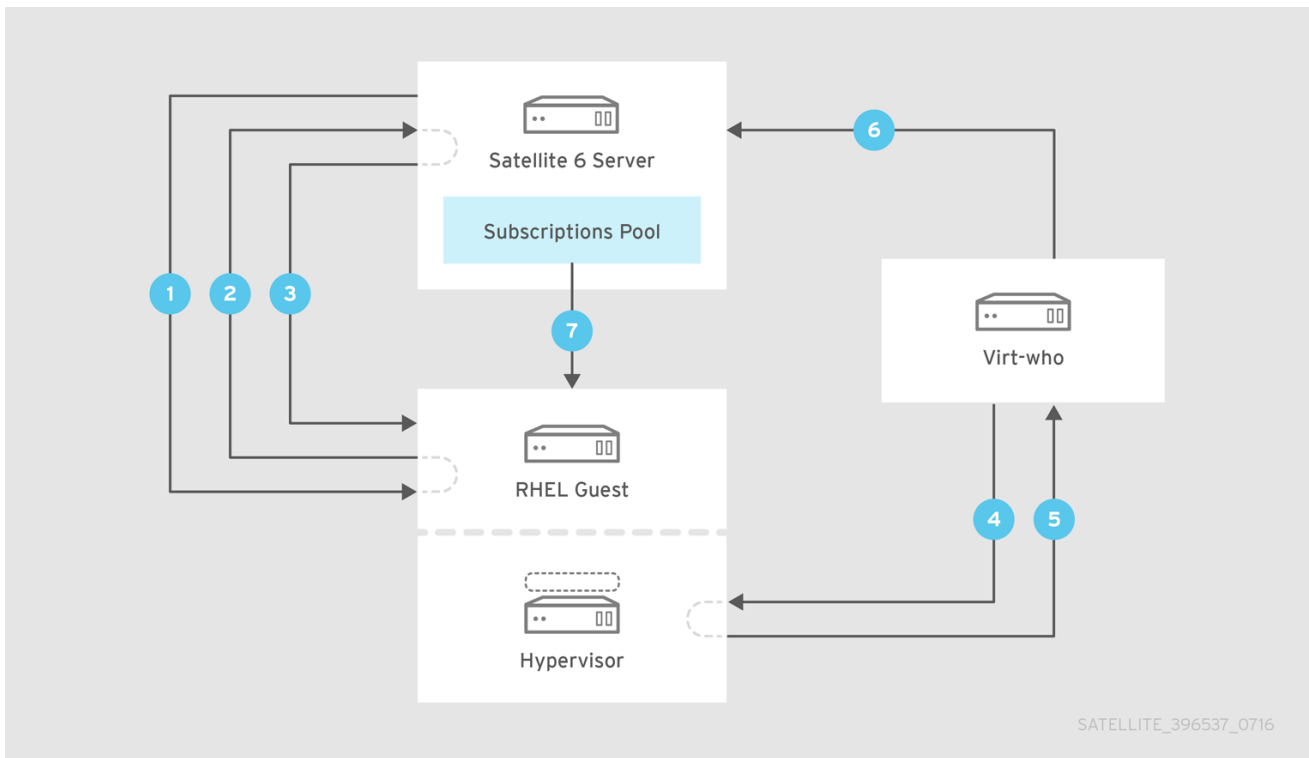 Satellite 6 Server
6
Subscriptions Pool
1
2
3
7
Virt-who
RHEL Guest
4
5
Hypervisor
SATELLITE_396537_0716